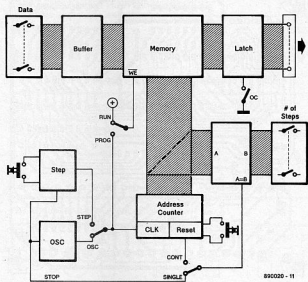 Data
Buffer
Memory
Latch
WE
OC
+
RUN
PROG
# of
Steps
A
B
A=B
Step
STEP
OSC
OSC
Address
Counter
CLK
Reset
CONT
SINGLE
STOP
890020 - 11